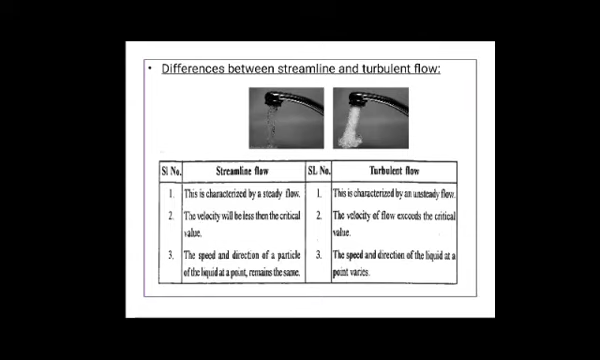 • Differences between streamline and turbulent flow:
Sl No. Streamline flow SL No. Turbulent flow
1. This is characterized by a steady flow. 1. This is characterized by an unsteady flow.
2. The velocity will be less then the critical 2. The velocity of flow exceeds the critical
value. value.
3. The speed and direction of a particle 3. The speed and direction of the liquid at a
of the liquid at a point, remains the same. point varies.